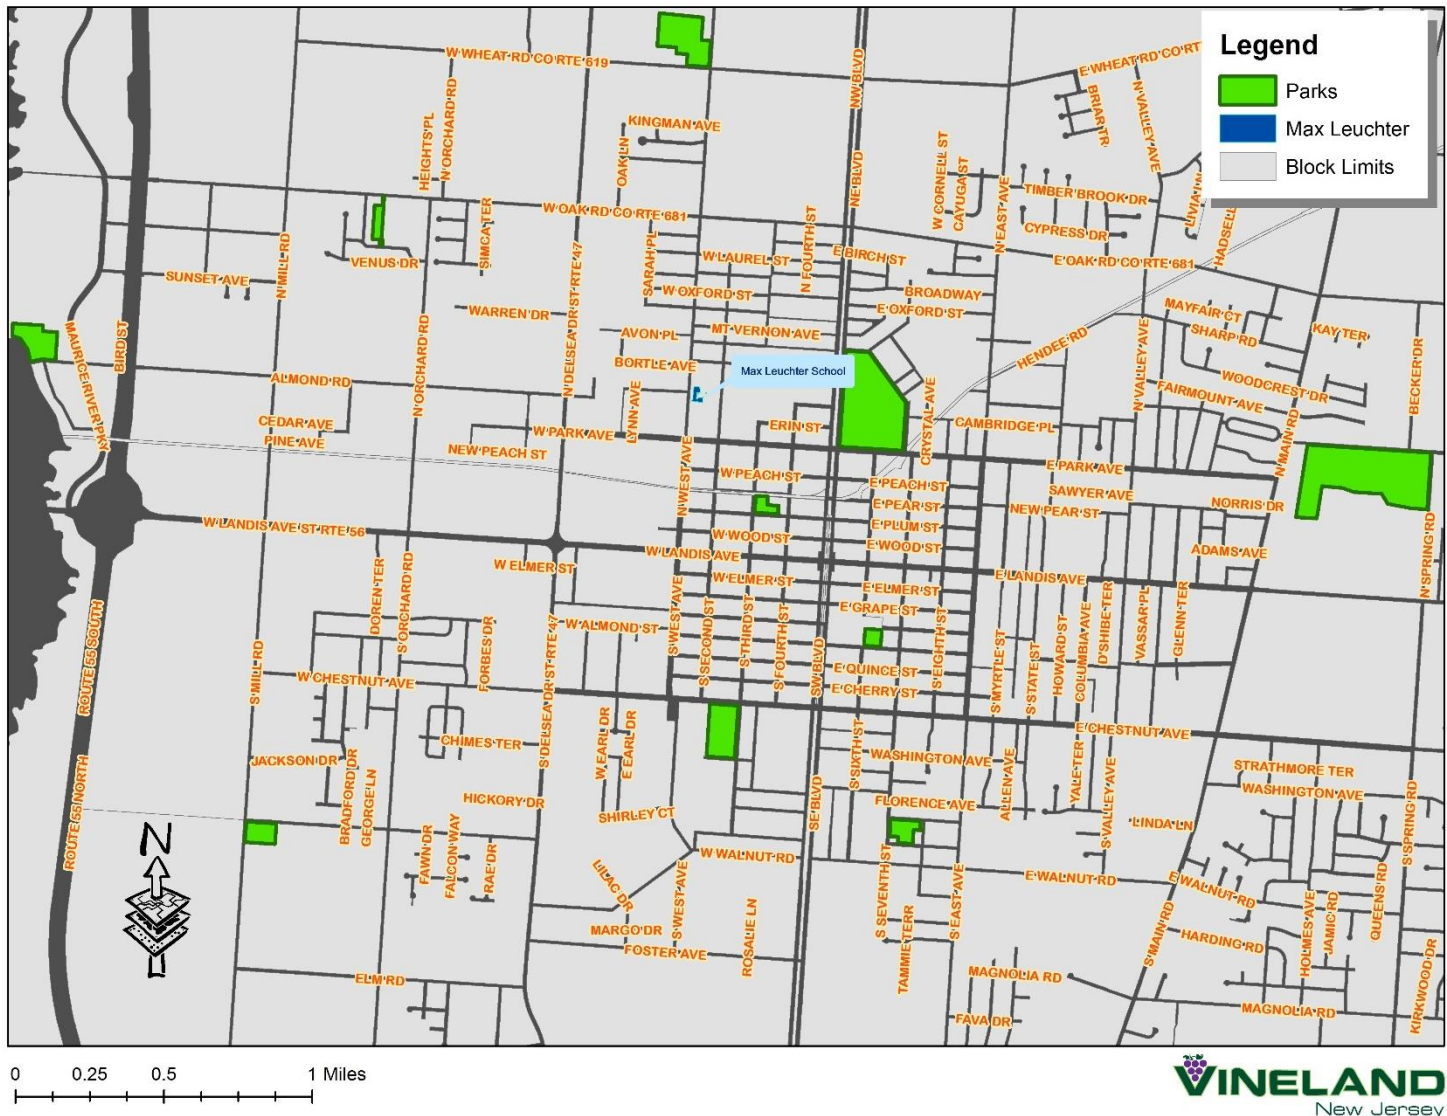 Legend
Parks
Max Leuchter
Block Limits
W WHEAT RD CO RTE 619
E WHEAT RD CO RT
NW BLVD
HEIGHTS PL
N ORCHARD RD
KINGMAN AVE
OAK LN
BRIAR TR
N VALLEY AVE
NE BLVD
W CORNELL ST
CAYUGA ST
N EAST AVE
TIMBER BROOK DR
CYPRESS DR
HADSELL
W OAK RD CO RTE 681
E OAK RD CO RTE 681
N FOURTH ST
SIMCA TER
VENUS DR
SUNSET AVE
N MILL RD
SARAH PL
W LAUREL ST
E BIRCH ST
W OXFORD ST
BROADWAY
E OXFORD ST
N DELSEA DR ST RTE 47
WARREN DR
AVON PL
MT VERNON AVE
BORTLE AVE
Max Leuchter School
HENDEE RD
MAYFAIR CT
SHARP RD
KAY TER
N VALLEY AVE
WOODCREST DR
FAIRMOUNT AVE
BECKER DR
MAURICE RIVER PKY
BIRD ST
ALMOND RD
N ORCHARD RD
CEDAR AVE
PINE AVE
LYNN AVE
W PARK AVE
NEW PEACH ST
ERIN ST
CRYSTAL AVE
CAMBRIDGE PL
N MAIN RD
E PARK AVE
N WEST AVE
W PEACH ST
E PEACH ST
SAWYER AVE
E PEAR ST
NEW PEAR ST
NORRIS DR
E PLUM ST
W WOOD ST
E WOOD ST
ADAMS AVE
N SPRING RD
W LANDIS AVE ST RTE 56
W LANDIS AVE
E LANDIS AVE
W ELMER ST
W ELMER ST
E ELMER ST
E GRAPE ST
DOREN TER
S ORCHARD RD
ROUTE 55 SOUTH
W ALMOND ST
S WEST AVE
S SECOND ST
S THIRD ST
S FOURTH ST
SW BLVD
E QUINCE ST
E CHERRY ST
S EIGHTH ST
S MYRTLE ST
S STATE ST
HOWARD ST
COLUMBIA AVE
D'SHIBE TER
VASSAR PL
GLENN TER
S MILL RD
W CHESTNUT AVE
FORBES DR
S DELSEA DR ST RTE 47
E CHESTNUT AVE
CHIMES TER
JACKSON DR
BRADFORD DR
GEORGE LN
W EARL DR
E EARL DR
S SIXTH ST
WASHINGTON AVE
ALLEN AVE
YALE TER
S VALLEY AVE
STRATHMORE TER
WASHINGTON AVE
ROUTE 55 NORTH
HICKORY DR
SHIRLEY CT
SE BLVD
FLORENCE AVE
LINDA LN
S SPRING RD
FAWN DR
FALCON WAY
RAE DR
LILAC DR
W WALNUT RD
E WALNUT RD
E WALNUT RD
S SEVENTH ST
S EAST AVE
TAMMIE TERR
S WEST AVE
ROSALIE LN
MARGO DR
FOSTER AVE
S MAIN RD
HARDING RD
HOLMES AVE
JAMIC RD
QUEENS RD
KIRKWOOD DR
ELM RD
MAGNOLIA RD
MAGNOLIA RD
FAVA DR
N
0 0.25 0.5 1 Miles
VINELAND
New Jersey